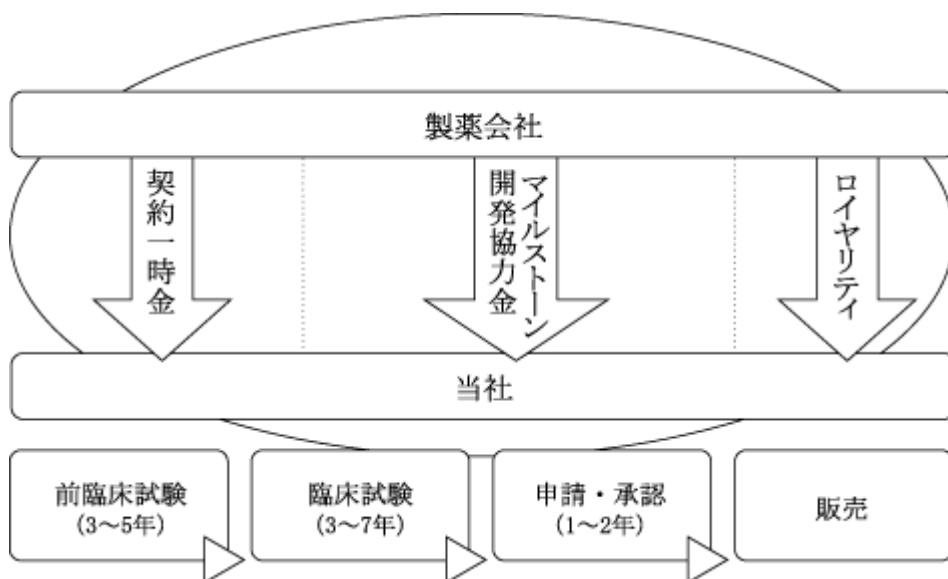 製薬会社
契約一時金
マイルストーン
開発協力金
ロイヤリティ
当社
前臨床試験
(3～5年)
臨床試験
(3～7年)
申請・承認
(1～2年)
販売